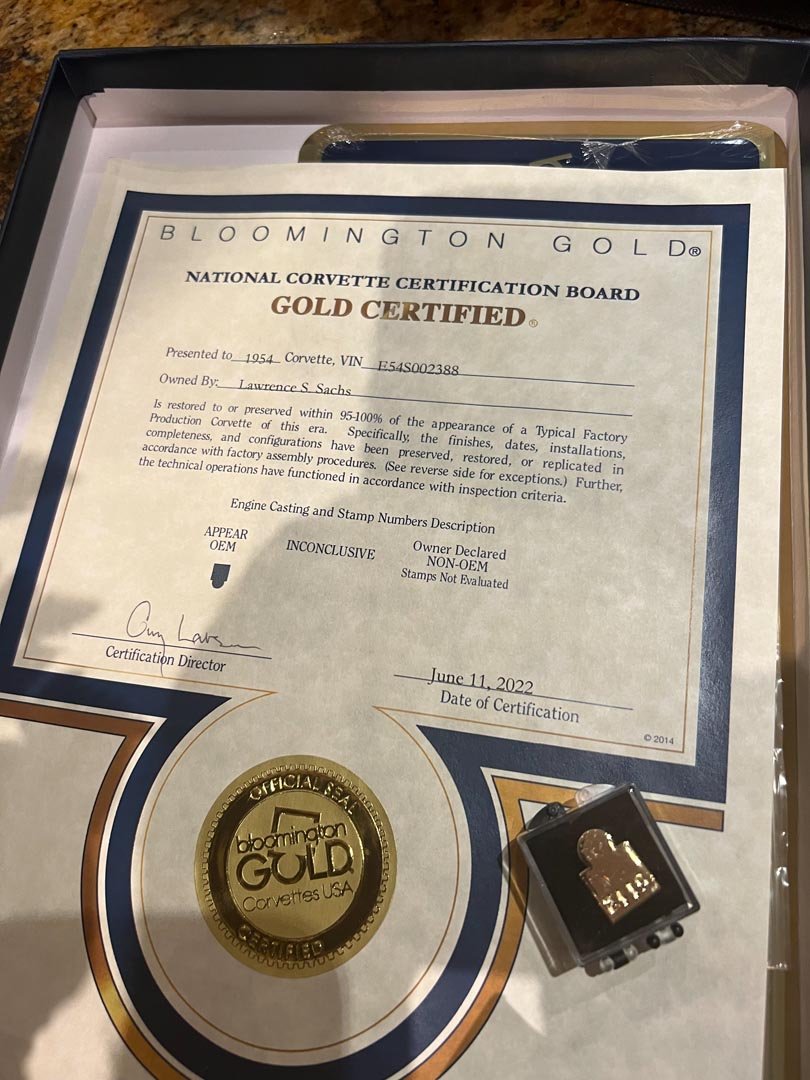 BLOOMINGTON GOLD®
NATIONAL CORVETTE CERTIFICATION BOARD
GOLD CERTIFIED®
Presented to 1954 Corvette, VIN E54S002388
Owned By: Lawrence S. Sachs
Is restored to or preserved within 95-100% of the appearance of a Typical Factory
Production Corvette of this era. Specifically, the finishes, dates, installations,
completeness, and configurations have been preserved, restored, or replicated in
accordance with factory assembly procedures. (See reverse side for exceptions.) Further,
the technical operations have functioned in accordance with inspection criteria.
Engine Casting and Stamp Numbers Description
APPEAR
OEM
INCONCLUSIVE
Owner Declared
NON-OEM
Stamps Not Evaluated
Guy Larsen
Certification Director
June 11, 2022
Date of Certification
© 2014
OFFICIAL SEAL
bloomington
GOLD
Corvettes USA
CERTIFIED